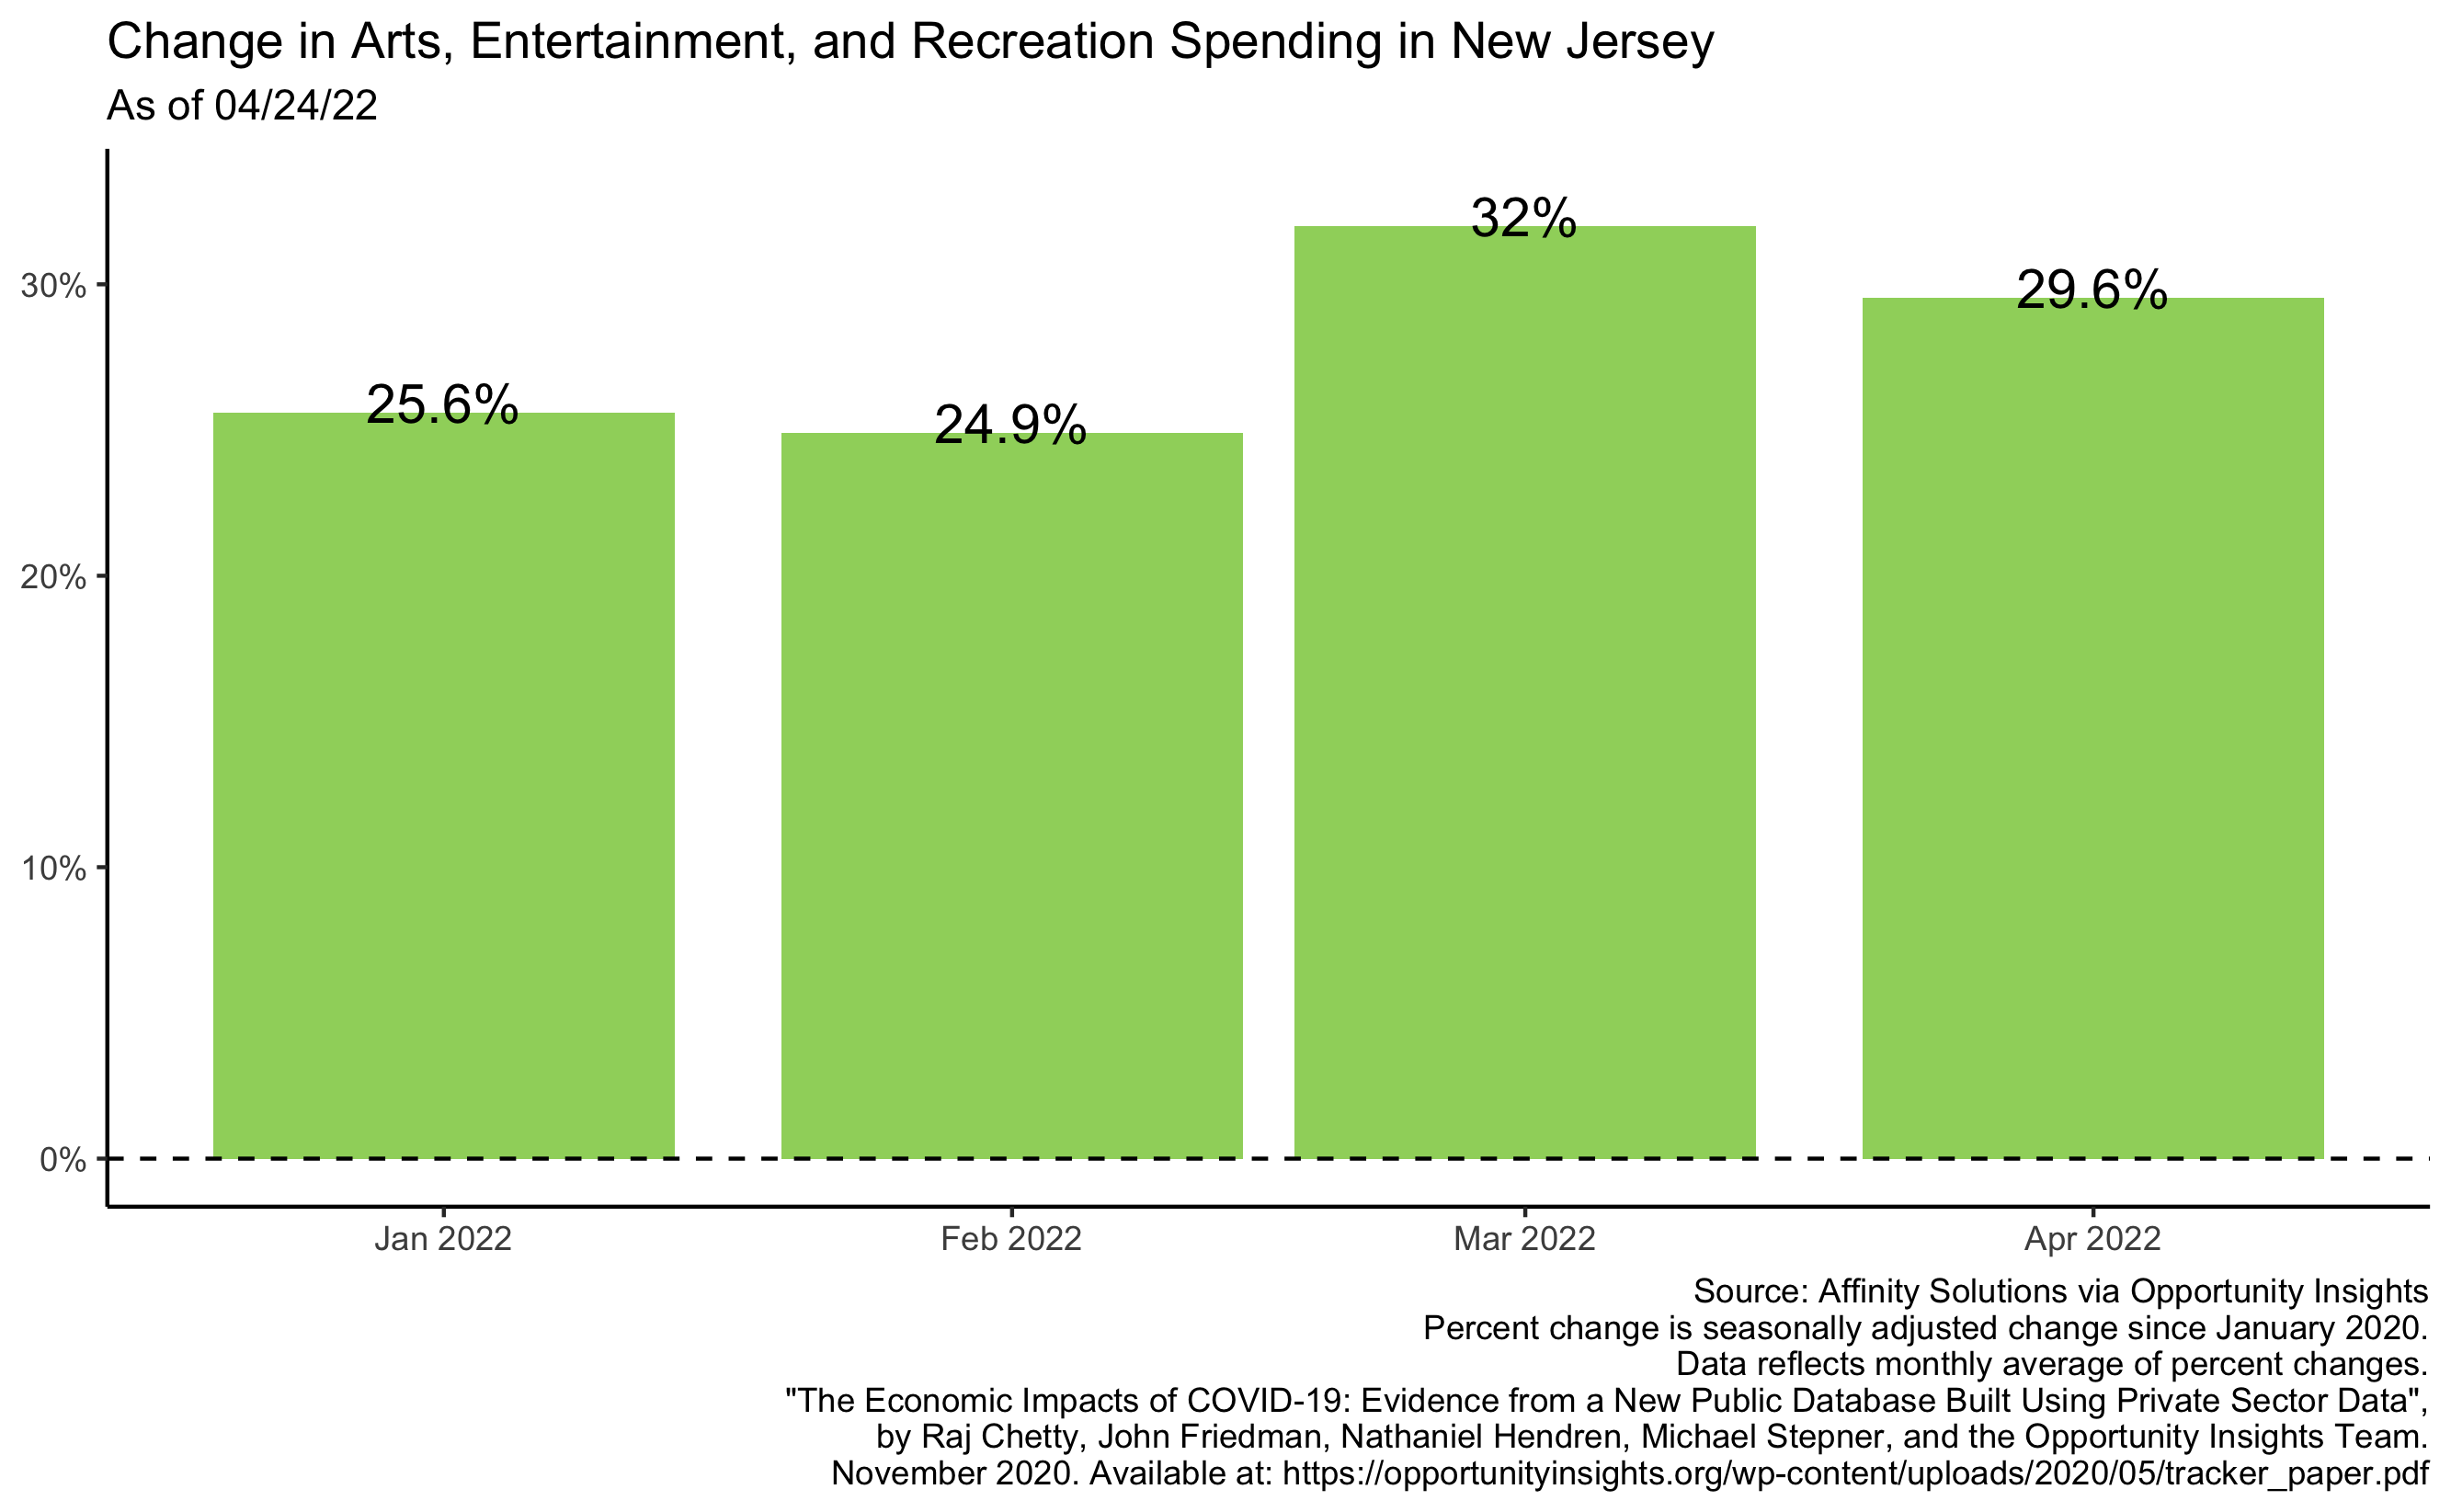 Change in Arts, Entertainment, and Recreation Spending in New Jersey
As of 04/24/22
32%
30%
29.6%
25.6%
24.9%
20%
10%
0%
Jan 2022
Feb 2022
Mar 2022
Apr 2022
Source: Affinity Solutions via Opportunity Insights
Percent change is seasonally adjusted change since January 2020.
Data reflects monthly average of percent changes.
"The Economic Impacts of COVID-19: Evidence from a New Public Database Built Using Private Sector Data",
by Raj Chetty, John Friedman, Nathaniel Hendren, Michael Stepner, and the Opportunity Insights Team.
November 2020. Available at: https://opportunityinsights.org/wp-content/uploads/2020/05/tracker_paper.pdf